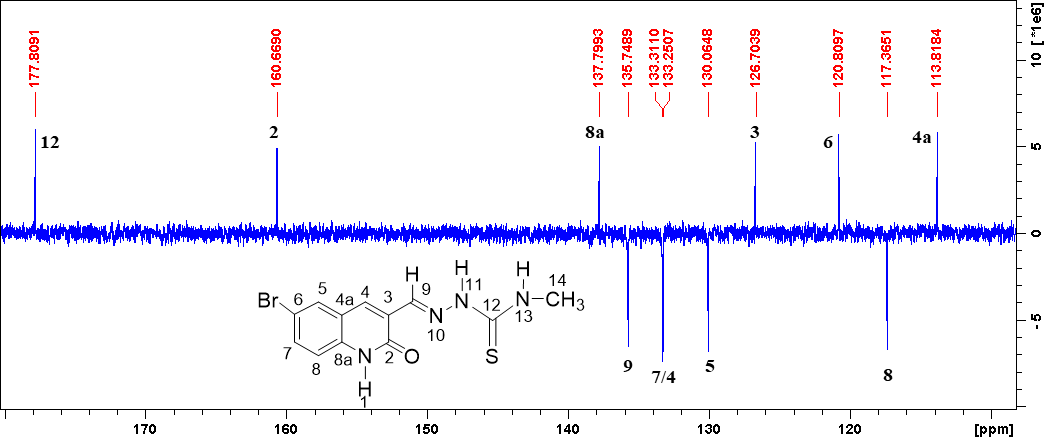 177.8091
160.6690
137.7993
135.7489
133.3110
133.2507
130.0648
126.7039
120.8097
117.3651
113.8184
10 [ *1e6]
5
0
-5
12
2
8a
3
6
4a
9
7/4
5
8
Br
6
5
4a
4
3
H
9
N
10
H
11
NH
12
S
H
N
13
14
CH3
7
8
8a
N
H
1
2
O
170
160
150
140
130
120
[ppm]